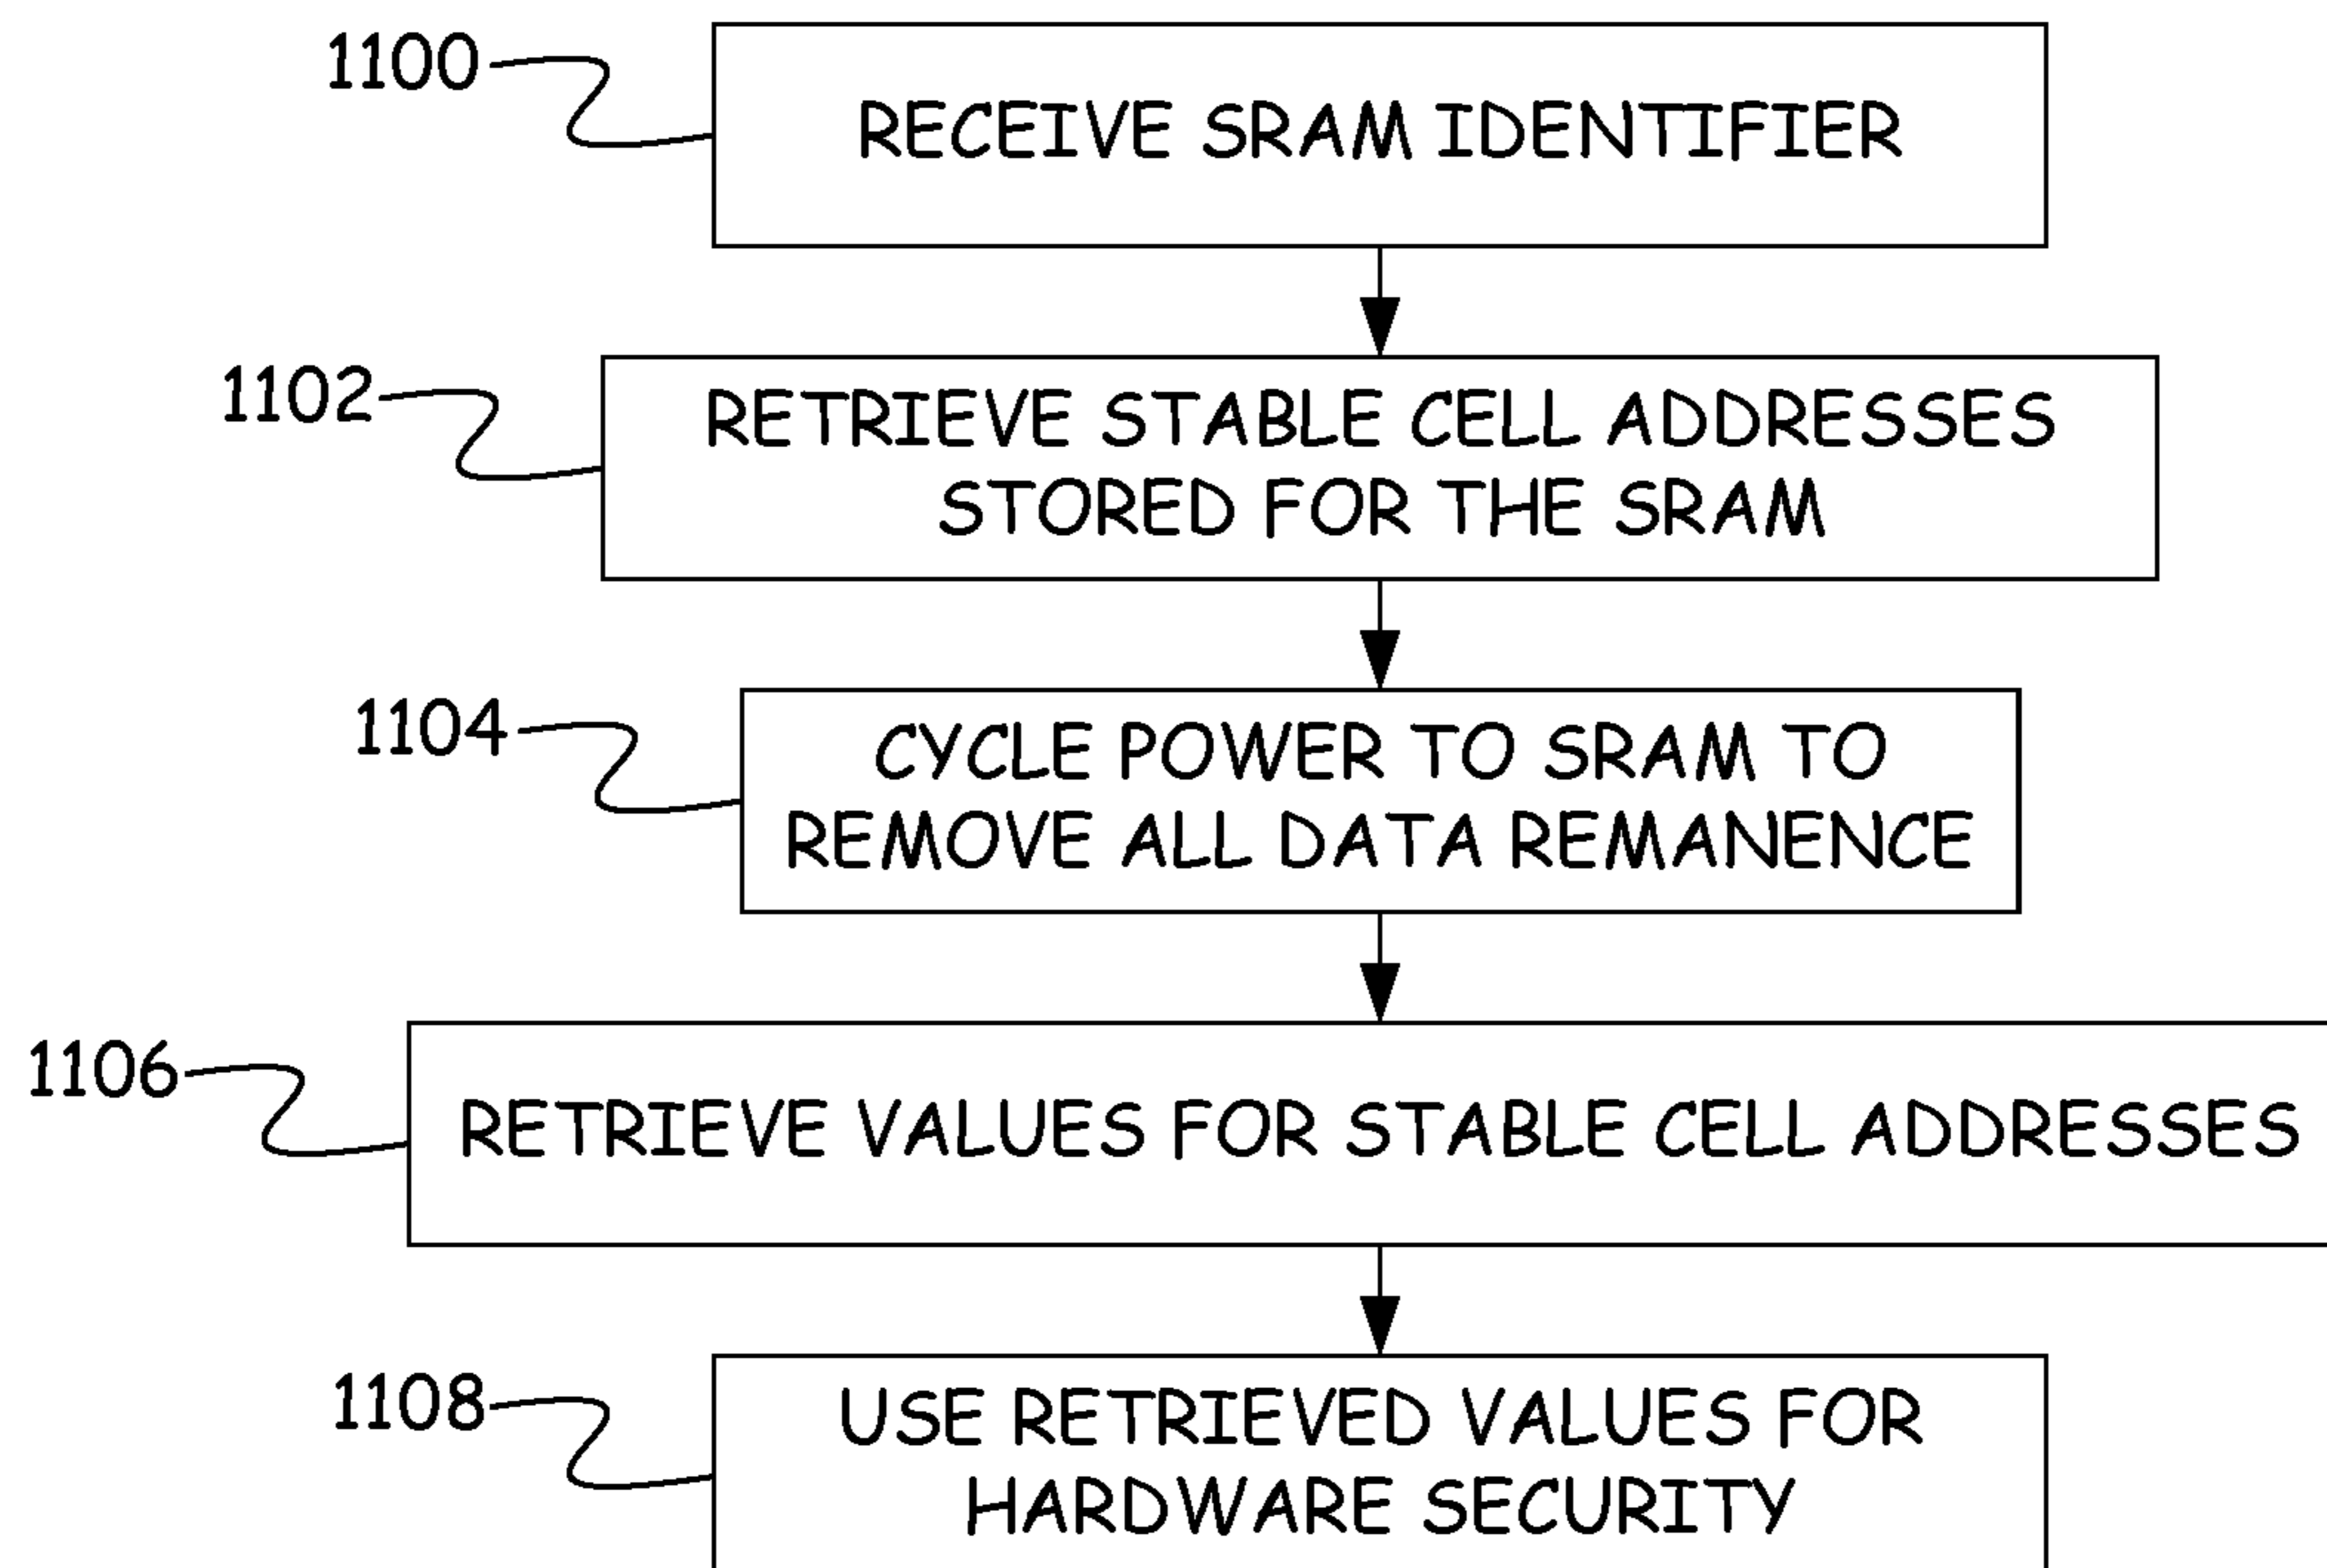 1100
RECEIVE SRAM IDENTIFIER
1102
RETRIEVE STABLE CELL ADDRESSES
STORED FOR THE SRAM
1104
CYCLE POWER TO SRAM TO
REMOVE ALL DATA REMANENCE
1106
RETRIEVE VALUES FOR STABLE CELL ADDRESSES
1108
USE RETRIEVED VALUES FOR
HARDWARE SECURITY